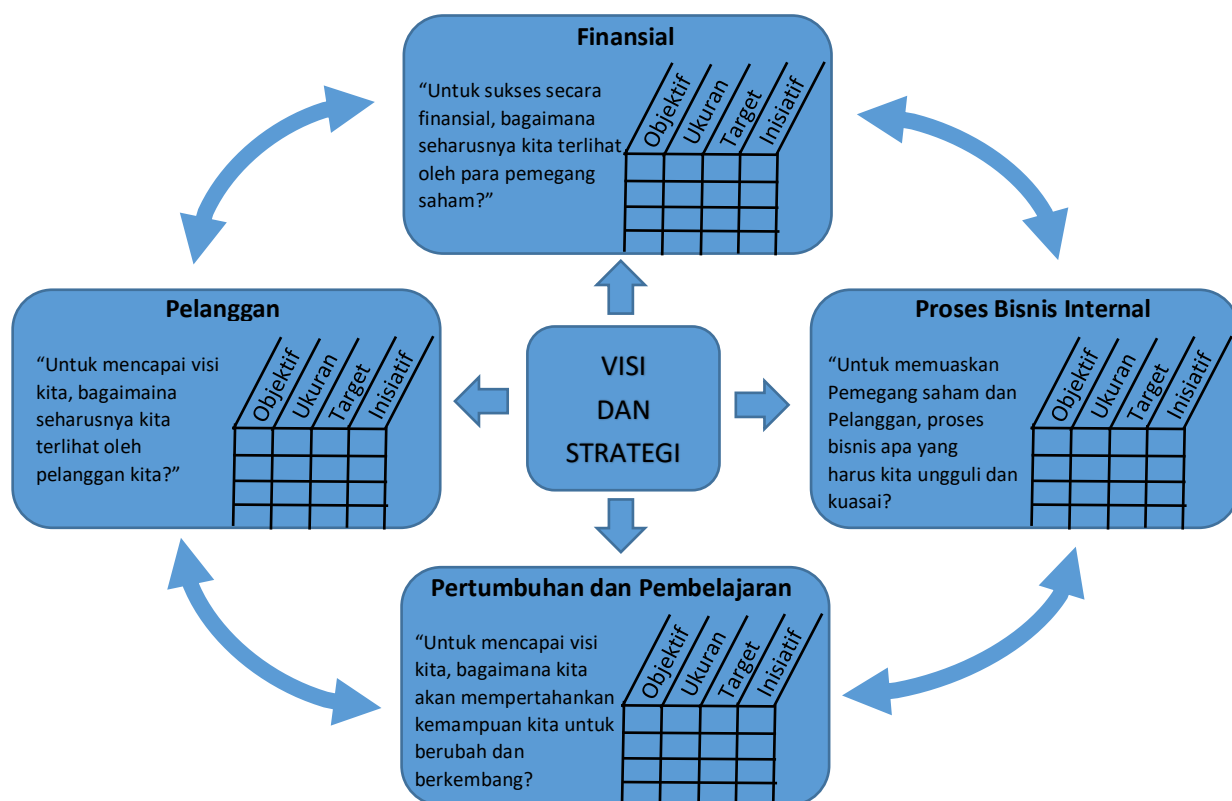 Finansial
“Untuk sukses secara
finansial, bagaimana
seharusnya kita terlihat
oleh para pemegang
saham?”
Objektif
Ukuran
Target
Inisiatif
Pelanggan
“Untuk mencapai visi
kita, bagaimaina
seharusnya kita
terlihat oleh
pelanggan kita?”
Objektif
Ukuran
Target
Inisiatif
VISI
DAN
STRATEGI
Proses Bisnis Internal
“Untuk memuaskan
Pemegang saham dan
Pelanggan, proses
bisnis apa yang
harus kita ungguli dan
kuasai?
Objektif
Ukuran
Target
Inisiatif
Pertumbuhan dan Pembelajaran
“Untuk mencapai visi
kita, bagaimana kita
akan mempertahankan
kemampuan kita untuk
berubah dan
berkembang?
Objektif
Ukuran
Target
Inisiatif